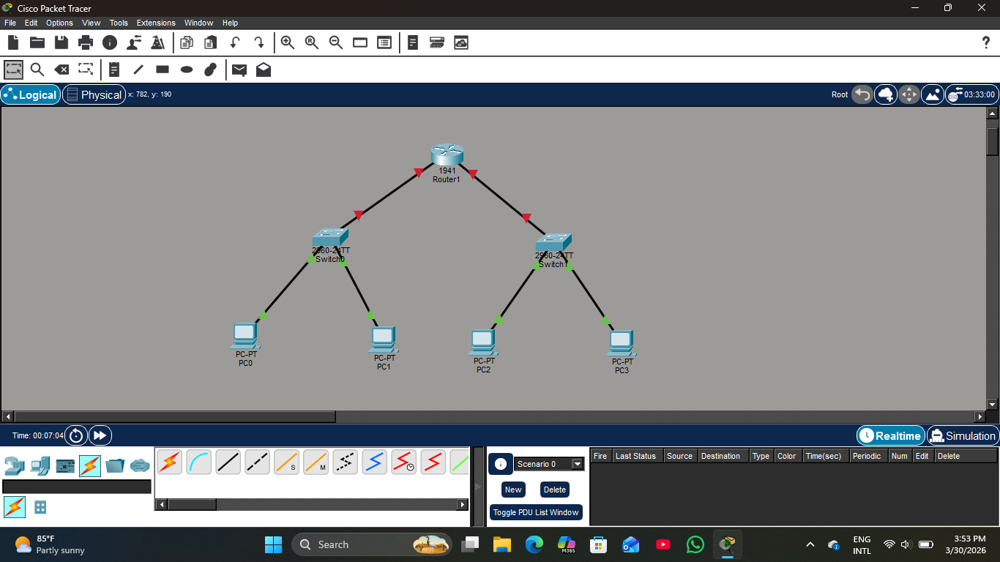 Cisco Packet Tracer
File Edit Options View Tools Extensions Window Help
Logical Physical x: 782, y: 190 Root 03:33:00
1941
Router1
2960-24TT
Switch0
2960-24TT
Switch1
PC-PT
PC0
PC-PT
PC1
PC-PT
PC2
PC-PT
PC3
Time: 00:07:04 Realtime Simulation
S M
Scenario 0
New Delete
Toggle PDU List Window
Fire Last Status Source Destination Type Color Time(sec) Periodic Num Edit Delete
85°F
Partly sunny
Search
M365
ENG
INTL
3:53 PM
3/30/2026